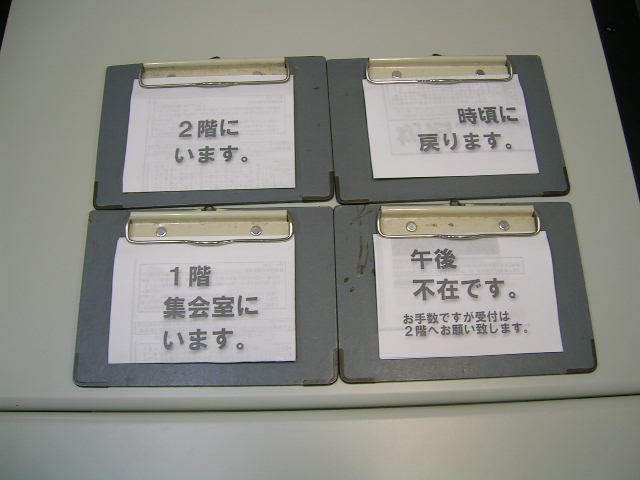 ２階に
います。
時頃に
戻ります。
１階
集会室に
います。
午後
不在です。
お手数ですが受付は
２階へお願い致します。